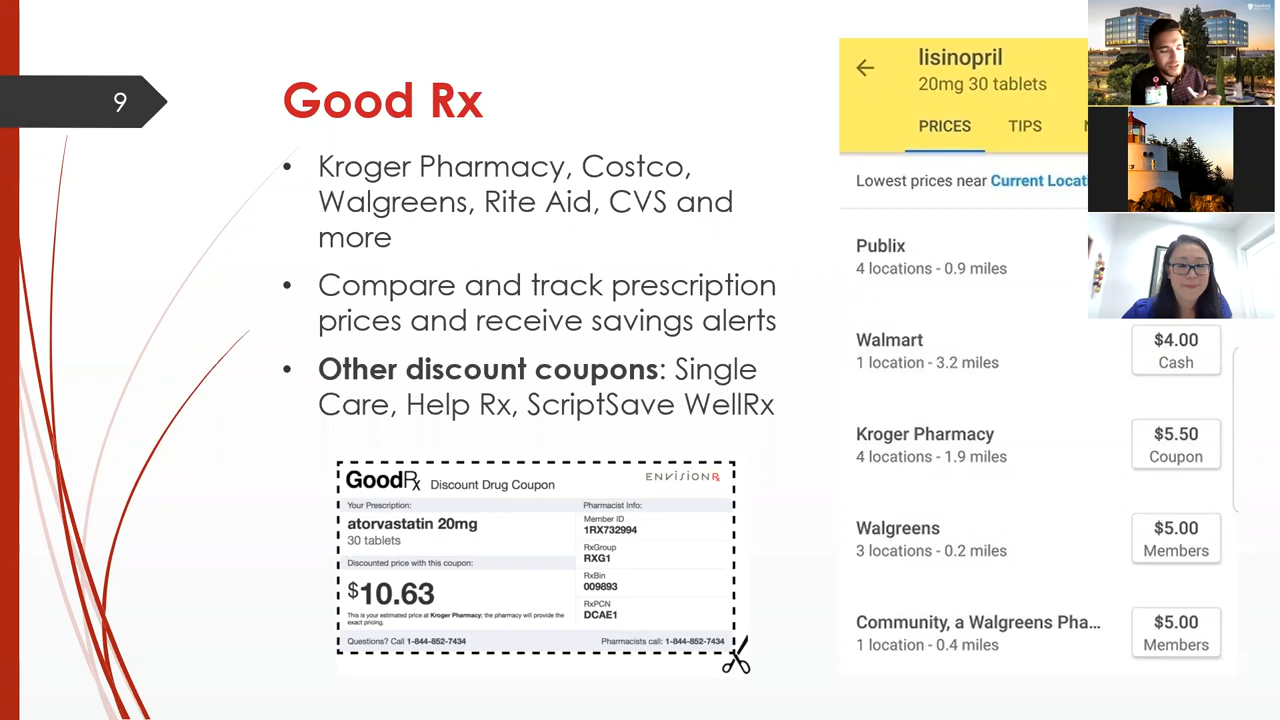 9
Good Rx
• Kroger Pharmacy, Costco,
Walgreens, Rite Aid, CVS and
more
• Compare and track prescription
prices and receive savings alerts
• Other discount coupons: Single
Care, Help Rx, ScriptSave WellRx
GoodRx Discount Drug Coupon
ENVISIONRx
Your Prescription:
atorvastatin 20mg
30 tablets
Discounted price with this coupon:
$10.63
This is your estimated price at Kroger Pharmacy; the pharmacy will provide the
exact pricing.
Pharmacist Info:
Member ID
1RX732994
RxGroup
RXG1
RxBin
009893
RxPCN
DCAE1
Questions? Call 1-844-852-7434
Pharmacists call: 1-844-852-7434
lisinopril
20mg 30 tablets
PRICES TIPS
Lowest prices near Current Locati
Publix
4 locations - 0.9 miles
Walmart
1 location - 3.2 miles
$4.00
Cash
Kroger Pharmacy
4 locations - 1.9 miles
$5.50
Coupon
Walgreens
3 locations - 0.2 miles
$5.00
Members
Community, a Walgreens Pha...
1 location - 0.4 miles
$5.00
Members